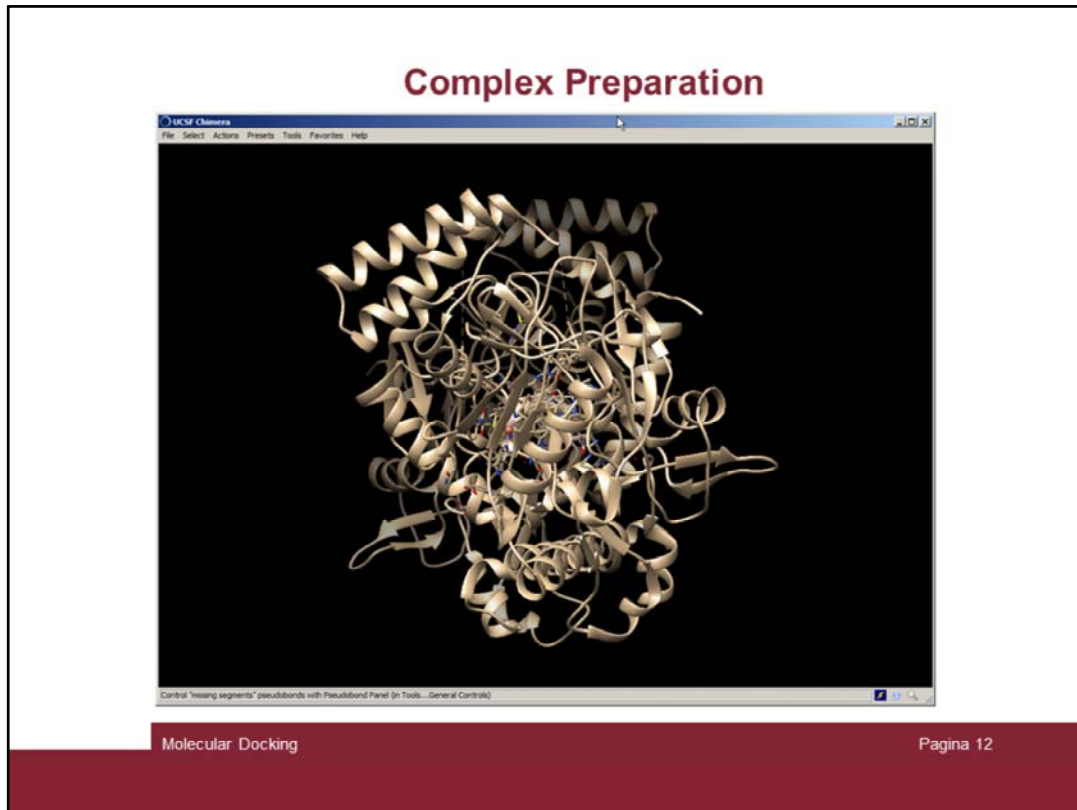 Complex Preparation
UCSF Chimera
File Select Actions Presets Tools Favorites Help
Control "missing segments" pseudobonds with Pseudobond Panel (in Tools...General Controls)
Molecular Docking
Pagina 12